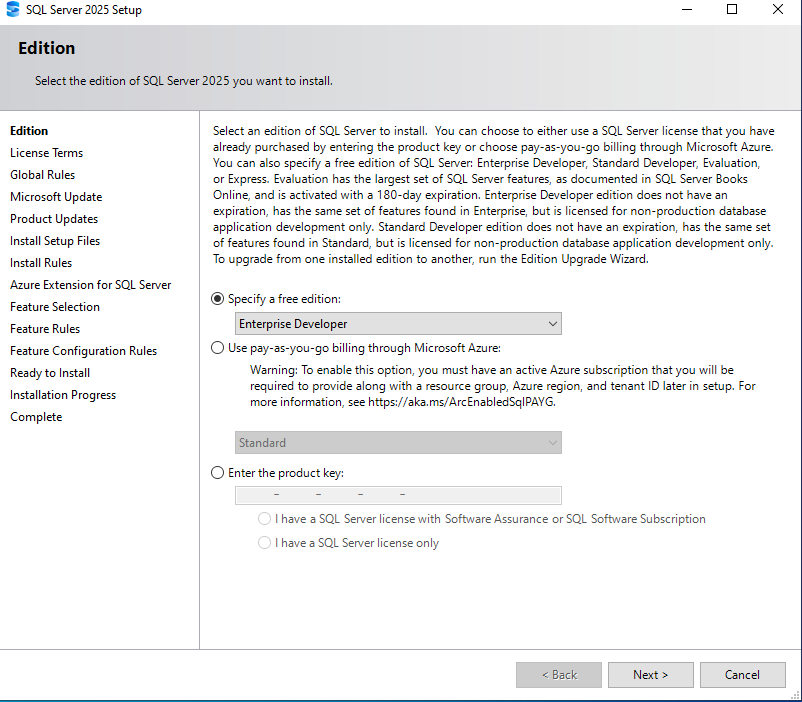 SQL Server 2025 Setup
Edition
Select the edition of SQL Server 2025 you want to install.
Edition
License Terms
Global Rules
Microsoft Update
Product Updates
Install Setup Files
Install Rules
Azure Extension for SQL Server
Feature Selection
Feature Rules
Feature Configuration Rules
Ready to Install
Installation Progress
Complete
Select an edition of SQL Server to install. You can choose to either use a SQL Server license that you have
already purchased by entering the product key or choose pay-as-you-go billing through Microsoft Azure.
You can also specify a free edition of SQL Server: Enterprise Developer, Standard Developer, Evaluation,
or Express. Evaluation has the largest set of SQL Server features, as documented in SQL Server Books
Online, and is activated with a 180-day expiration. Enterprise Developer edition does not have an
expiration, has the same set of features found in Enterprise, but is licensed for non-production database
application development only. Standard Developer edition does not have an expiration, has the same set
of features found in Standard, but is licensed for non-production database application development only.
To upgrade from one installed edition to another, run the Edition Upgrade Wizard.
Specify a free edition:
Enterprise Developer
Use pay-as-you-go billing through Microsoft Azure:
Warning: To enable this option, you must have an active Azure subscription that you will be
required to provide along with a resource group, Azure region, and tenant ID later in setup. For
more information, see https://aka.ms/ArcEnabledSqlPAYG.
Standard
Enter the product key:
- - - -
I have a SQL Server license with Software Assurance or SQL Software Subscription
I have a SQL Server license only
< Back
Next >
Cancel